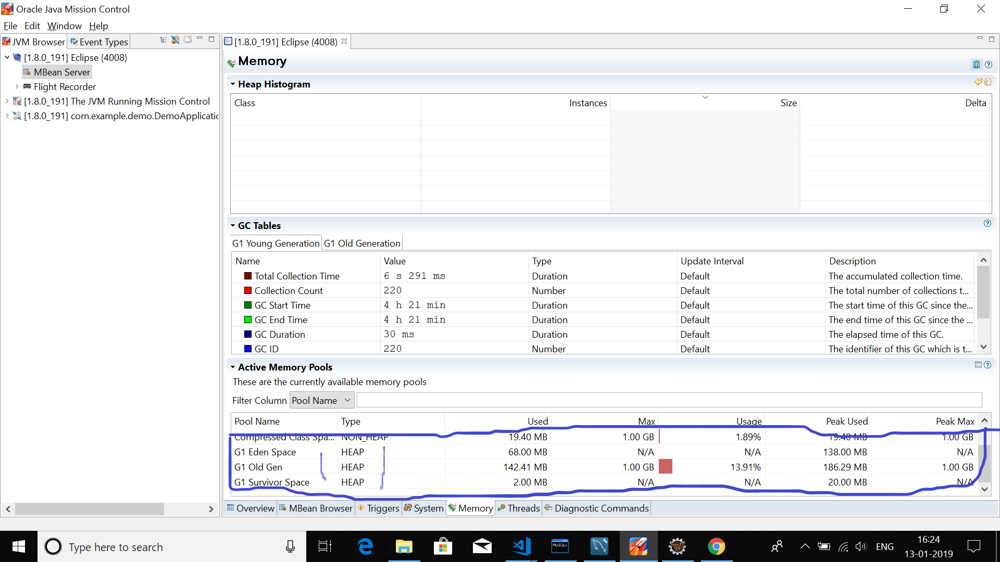 Oracle Java Mission Control
File Edit Window Help
JVM Browser Event Types
[1.8.0_191] Eclipse (4008)
MBean Server
Flight Recorder
[1.8.0_191] The JVM Running Mission Control
[1.8.0_191] com.example.demo.DemoApplicatic
[1.8.0_191] Eclipse (4008)
Memory
Heap Histogram
Class Instances Size Delta
GC Tables
G1 Young Generation G1 Old Generation
Name Value Type Update Interval Description
Total Collection Time 6 s 291 ms Duration Default The accumulated collection time.
Collection Count 220 Number Default The total number of collections t...
GC Start Time 4 h 21 min Duration Default The start time of this GC since the...
GC End Time 4 h 21 min Duration Default The end time of this GC since the ...
GC Duration 30 ms Duration Default The elapsed time of this GC.
GC ID 220 Number Default The identifier of this GC which is t...
Active Memory Pools
These are the currently available memory pools
Filter Column Pool Name
Pool Name Type Used Max Usage Peak Used Peak Max
Compressed Class Spa... NON_HEAP 19.40 MB 1.00 GB 1.89% 19.40 MB 1.00 GB
G1 Eden Space HEAP 68.00 MB N/A N/A 138.00 MB N/A
G1 Old Gen HEAP 142.41 MB 1.00 GB 13.91% 186.29 MB 1.00 GB
G1 Survivor Space HEAP 2.00 MB N/A N/A 20.00 MB N/A
Overview MBean Browser Triggers System Memory Threads Diagnostic Commands
Type here to search
MySQL
Java EE
IDE
ENG
16:24
13-01-2019